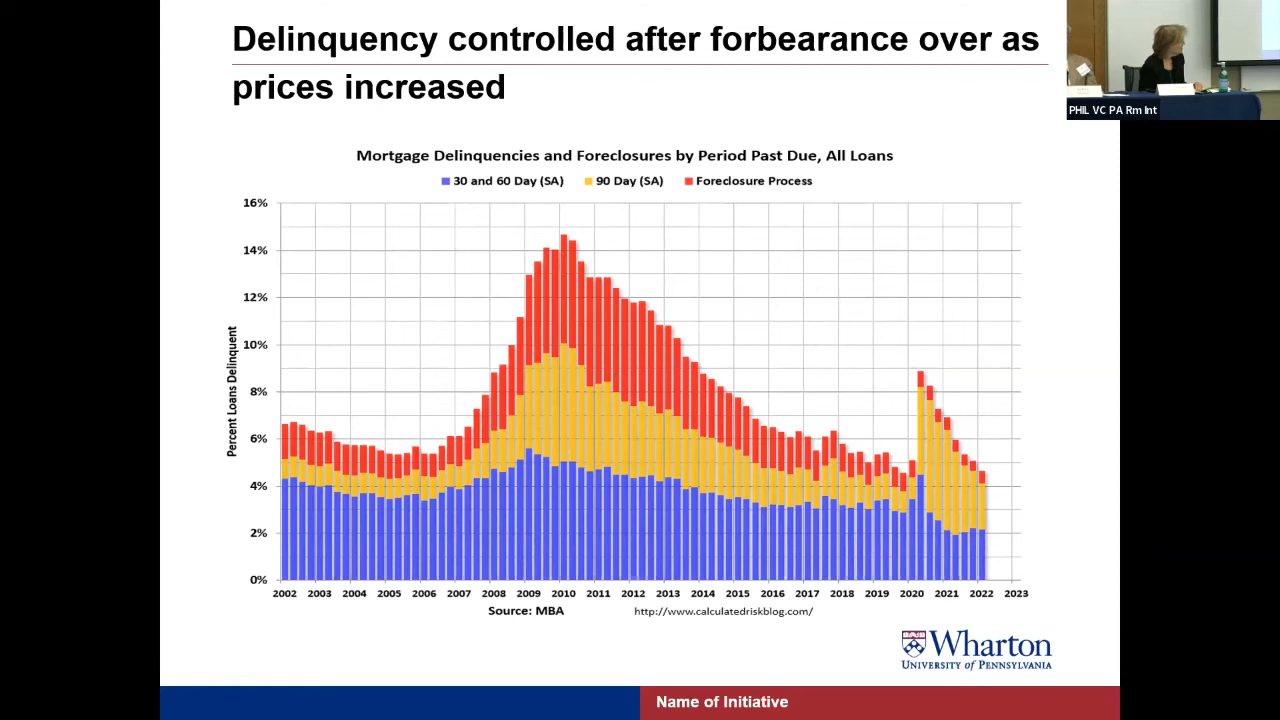 Delinquency controlled after forbearance over as
prices increased
PHIL VC PA Rm Int
Mortgage Delinquencies and Foreclosures by Period Past Due, All Loans
30 and 60 Day (SA) 90 Day (SA) Foreclosure Process
Percent Loans Delinquent
16%
14%
12%
10%
8%
6%
4%
2%
0%
2002 2003 2004 2005 2006 2007 2008 2009 2010 2011 2012 2013 2014 2015 2016 2017 2018 2019 2020 2021 2022 2023
Source: MBA http://www.calculatedriskblog.com/
Wharton
UNIVERSITY of PENNSYLVANIA
Name of Initiative